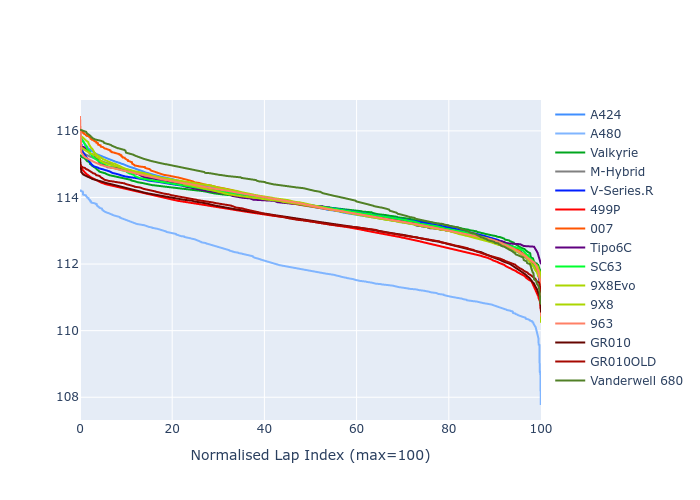 116
114
112
110
108
0 20 40 60 80 100
Normalised Lap Index (max=100)
A424
A480
Valkyrie
M-Hybrid
V-Series.R
499P
007
Tipo6C
SC63
9X8Evo
9X8
963
GR010
GR010OLD
Vanderwell 680